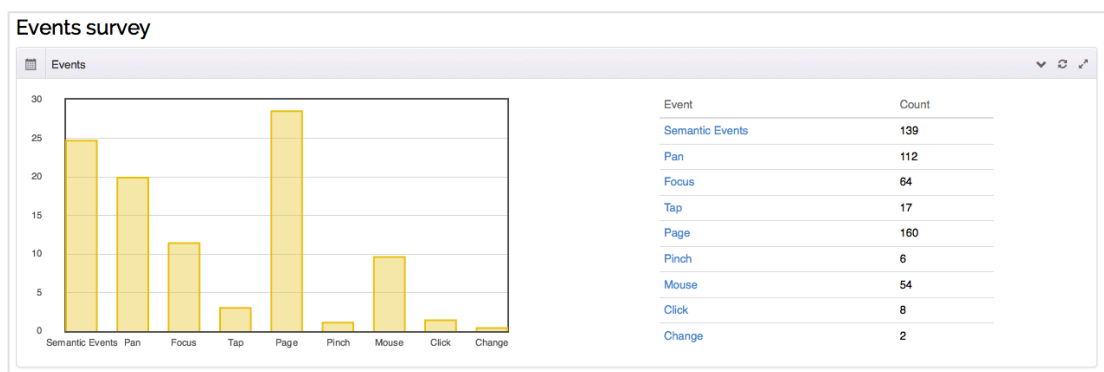 Events survey
Events
30
25
20
15
10
5
0
Semantic Events Pan Focus Tap Page Pinch Mouse Click Change
Event Count
Semantic Events 139
Pan 112
Focus 64
Tap 17
Page 160
Pinch 6
Mouse 54
Click 8
Change 2